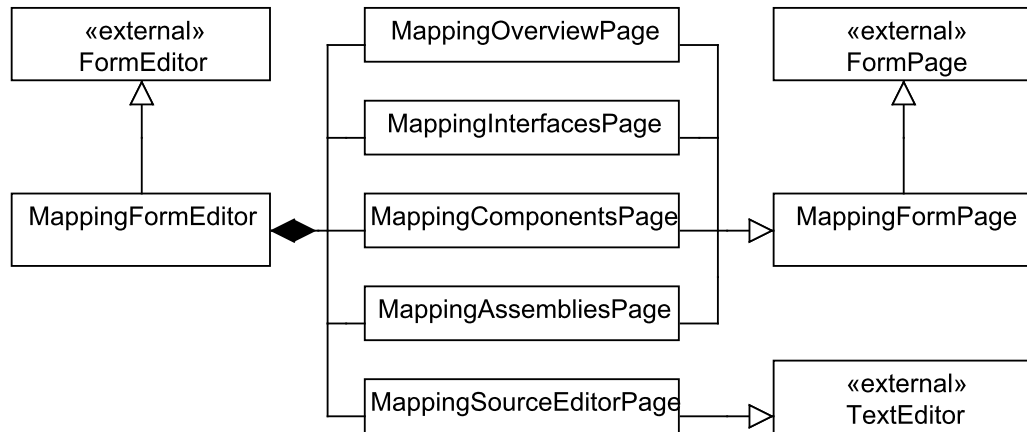 «external»
FormEditor
MappingOverviewPage
«external»
FormPage
MappingInterfacesPage
MappingFormEditor
MappingComponentsPage
MappingFormPage
MappingAssembliesPage
MappingSourceEditorPage
«external»
TextEditor